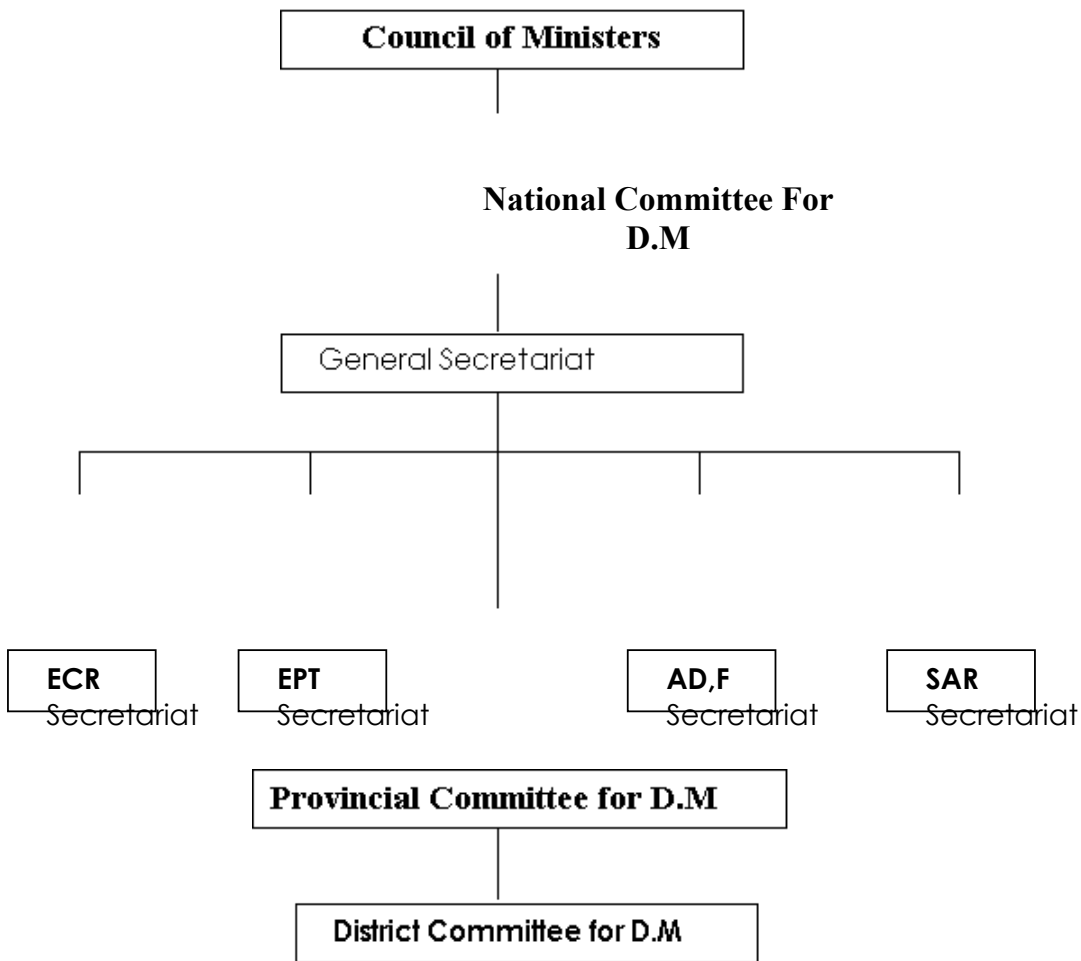 Council of Ministers
National Committee For
D.M
General Secretariat
ECR
Secretariat
EPT
Secretariat
AD,F
Secretariat
SAR
Secretariat
Provincial Committee for D.M
District Committee for D.M